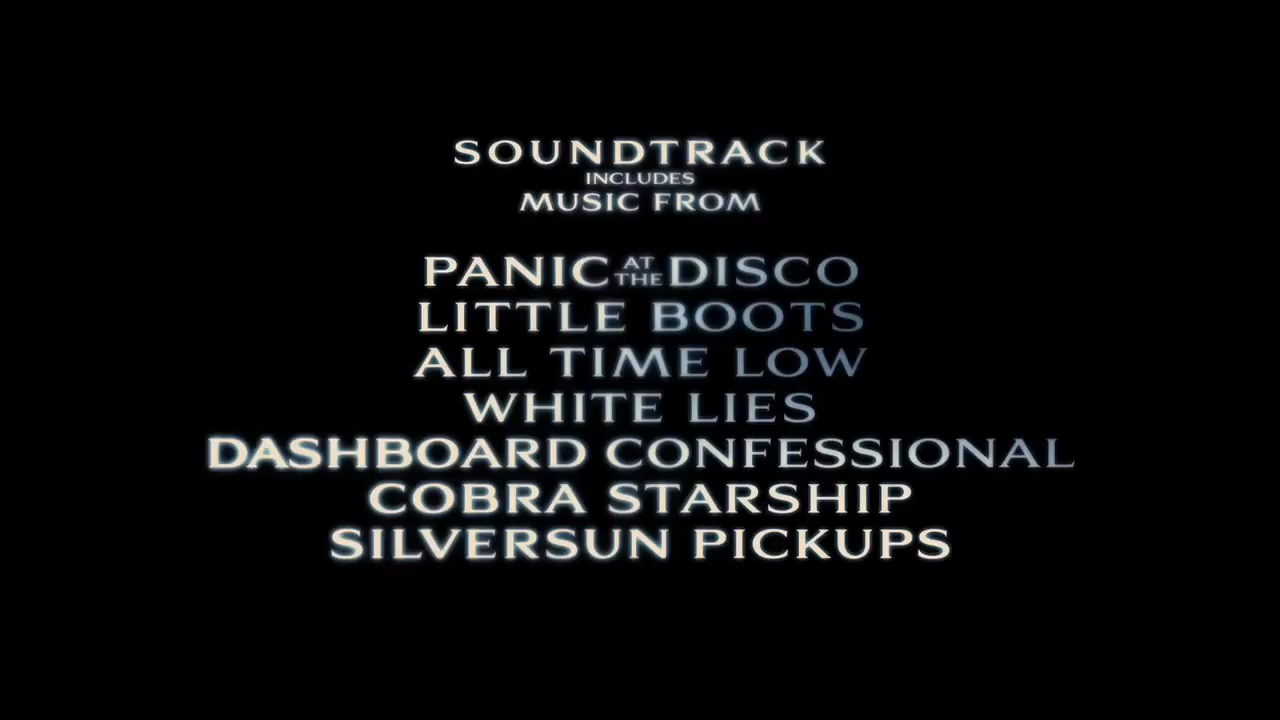 SOUNDTRACK
INCLUDES
MUSIC FROM
PANIC AT THE DISCO
LITTLE BOOTS
ALL TIME LOW
WHITE LIES
DASHBOARD CONFESSIONAL
COBRA STARSHIP
SILVERSUN PICKUPS